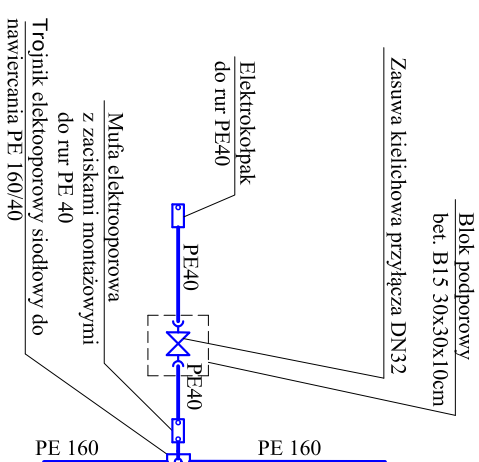 Trojnik elektooporowy siodłowy do
nawiercania PE 160/40
Mufa elektrooporowa
z zaciskami montażowymi
do rur PE 40
Elektrokołpak
do rur PE40
Zasuwa kielichowa przyłącza DN32
Blok podporowy
bet. B15 30x30x10cm
PE40
PE40
PE 160
PE 160